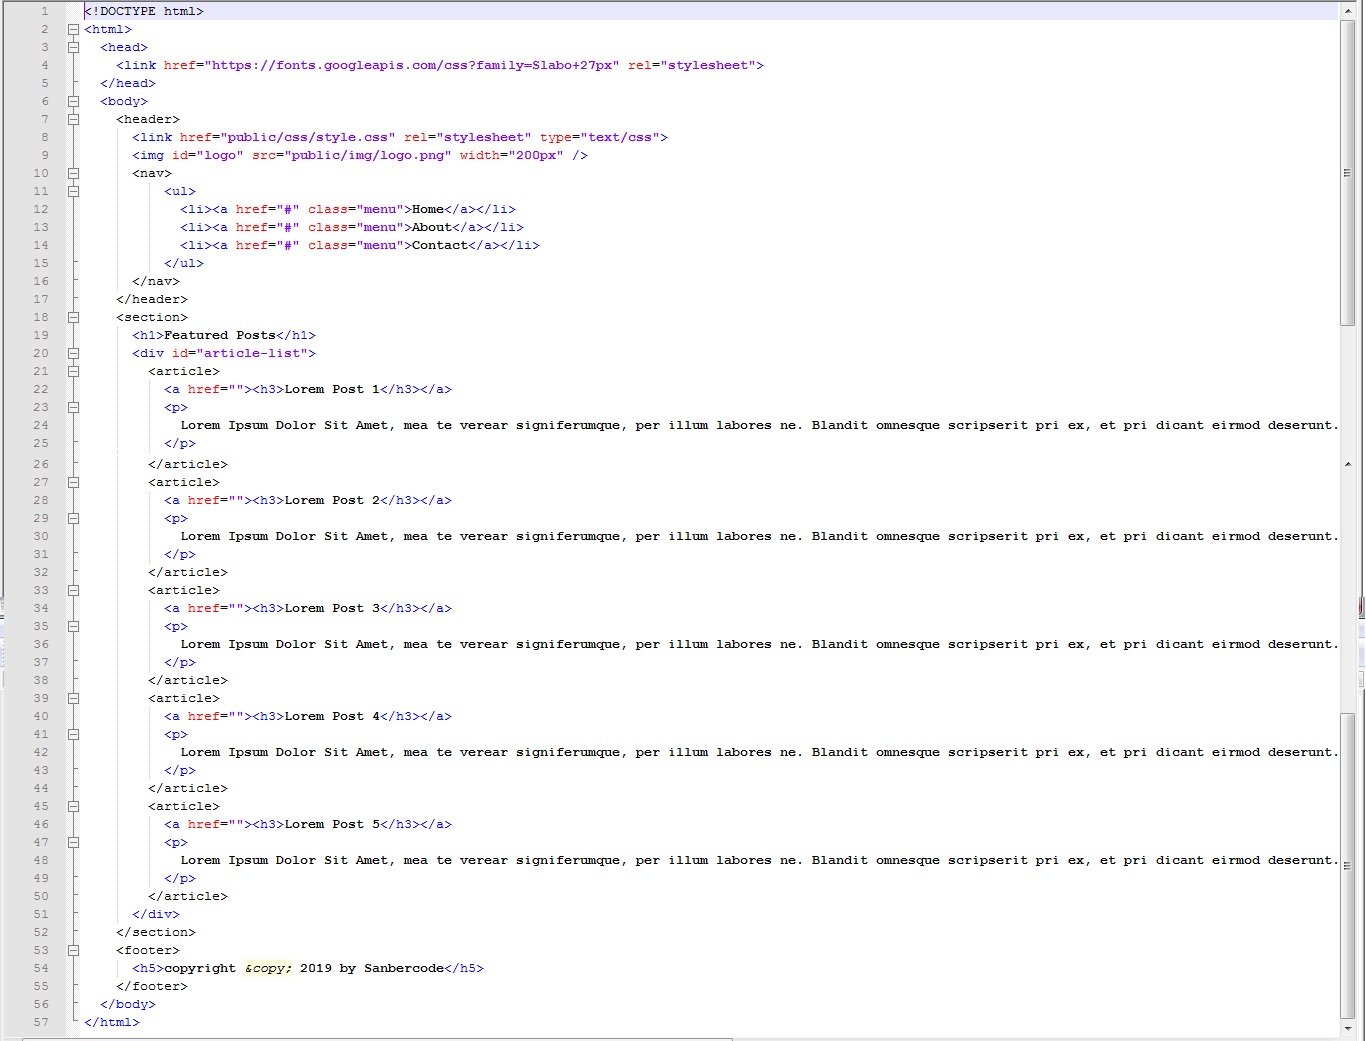 1 <!DOCTYPE html>
2 <html>
3   <head>
4     <link href="https://fonts.googleapis.com/css?family=Slabo+27px" rel="stylesheet">
5   </head>
6   <body>
7     <header>
8       <link href="public/css/style.css" rel="stylesheet" type="text/css">
9       <img id="logo" src="public/img/logo.png" width="200px" />
10       <nav>
11           <ul>
12             <li><a href="#" class="menu">Home</a></li>
13             <li><a href="#" class="menu">About</a></li>
14             <li><a href="#" class="menu">Contact</a></li>
15           </ul>
16       </nav>
17     </header>
18     <section>
19       <h1>Featured Posts</h1>
20       <div id="article-list">
21         <article>
22           <a href=""><h3>Lorem Post 1</h3></a>
23           <p>
24             Lorem Ipsum Dolor Sit Amet, mea te verear signiferumque, per illum labores ne. Blandit omnesque scripserit pri ex, et pri dicant eirmod deserunt.
25           </p>
26         </article>
27         <article>
28           <a href=""><h3>Lorem Post 2</h3></a>
29           <p>
30             Lorem Ipsum Dolor Sit Amet, mea te verear signiferumque, per illum labores ne. Blandit omnesque scripserit pri ex, et pri dicant eirmod deserunt.
31           </p>
32         </article>
33         <article>
34           <a href=""><h3>Lorem Post 3</h3></a>
35           <p>
36             Lorem Ipsum Dolor Sit Amet, mea te verear signiferumque, per illum labores ne. Blandit omnesque scripserit pri ex, et pri dicant eirmod deserunt.
37           </p>
38         </article>
39         <article>
40           <a href=""><h3>Lorem Post 4</h3></a>
41           <p>
42             Lorem Ipsum Dolor Sit Amet, mea te verear signiferumque, per illum labores ne. Blandit omnesque scripserit pri ex, et pri dicant eirmod deserunt.
43           </p>
44         </article>
45         <article>
46           <a href=""><h3>Lorem Post 5</h3></a>
47           <p>
48             Lorem Ipsum Dolor Sit Amet, mea te verear signiferumque, per illum labores ne. Blandit omnesque scripserit pri ex, et pri dicant eirmod deserunt.
49           </p>
50         </article>
51       </div>
52     </section>
53     <footer>
54       <h5>copyright &copy; 2019 by Sanbercode</h5>
55     </footer>
56   </body>
57 </html>